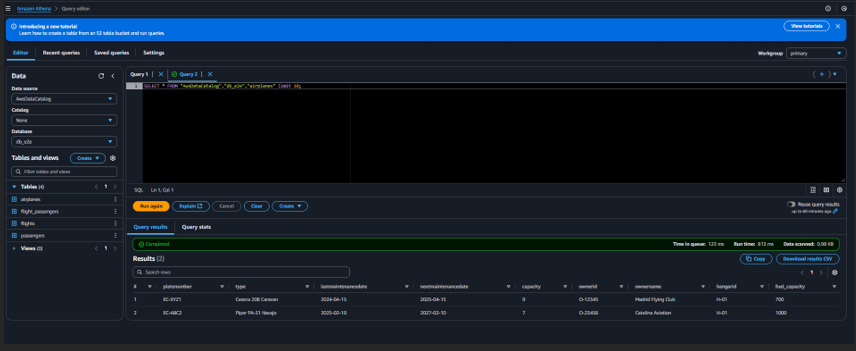 Amazon Athena > Query editor
Introducing a new tutorial
Learn how to create a table from an S3 table bucket and run queries.
View tutorials
Editor Recent queries Saved queries Settings
Workgroup primary
Data
Query 1 Query 2
Data source
AwsDataCatalog
1 SELECT * FROM "AwsDataCatalog"."db_e2e"."airplanes" limit 10;
Catalog
None
Database
db_e2e
Tables and views Create
Filter tables and views
Tables (4) < 1 >
airplanes
flight_passengers
flights
passengers
Views (0) < 1 >
SQL Ln 1, Col 1
Run again Explain Cancel Clear Create
Reuse query results
up to 60 minutes ago
Query results Query stats
Completed Time in queue: 123 ms Run time: 813 ms Data scanned: 0.98 KB
Results (2) Copy Download results CSV
Search rows < 1 >
# platenumber type lastmaintenancedate nextmaintenancedate capacity ownerid ownername hangarid fuel_capacity
1 EC-XYZ1 Cessna 208 Caravan 2024-04-15 2025-04-15 9 O-12345 Madrid Flying Club H-01 700
2 EC-ABC2 Piper PA-31 Navajo 2025-02-10 2027-02-10 7 O-23456 Catalina Aviation H-01 1000